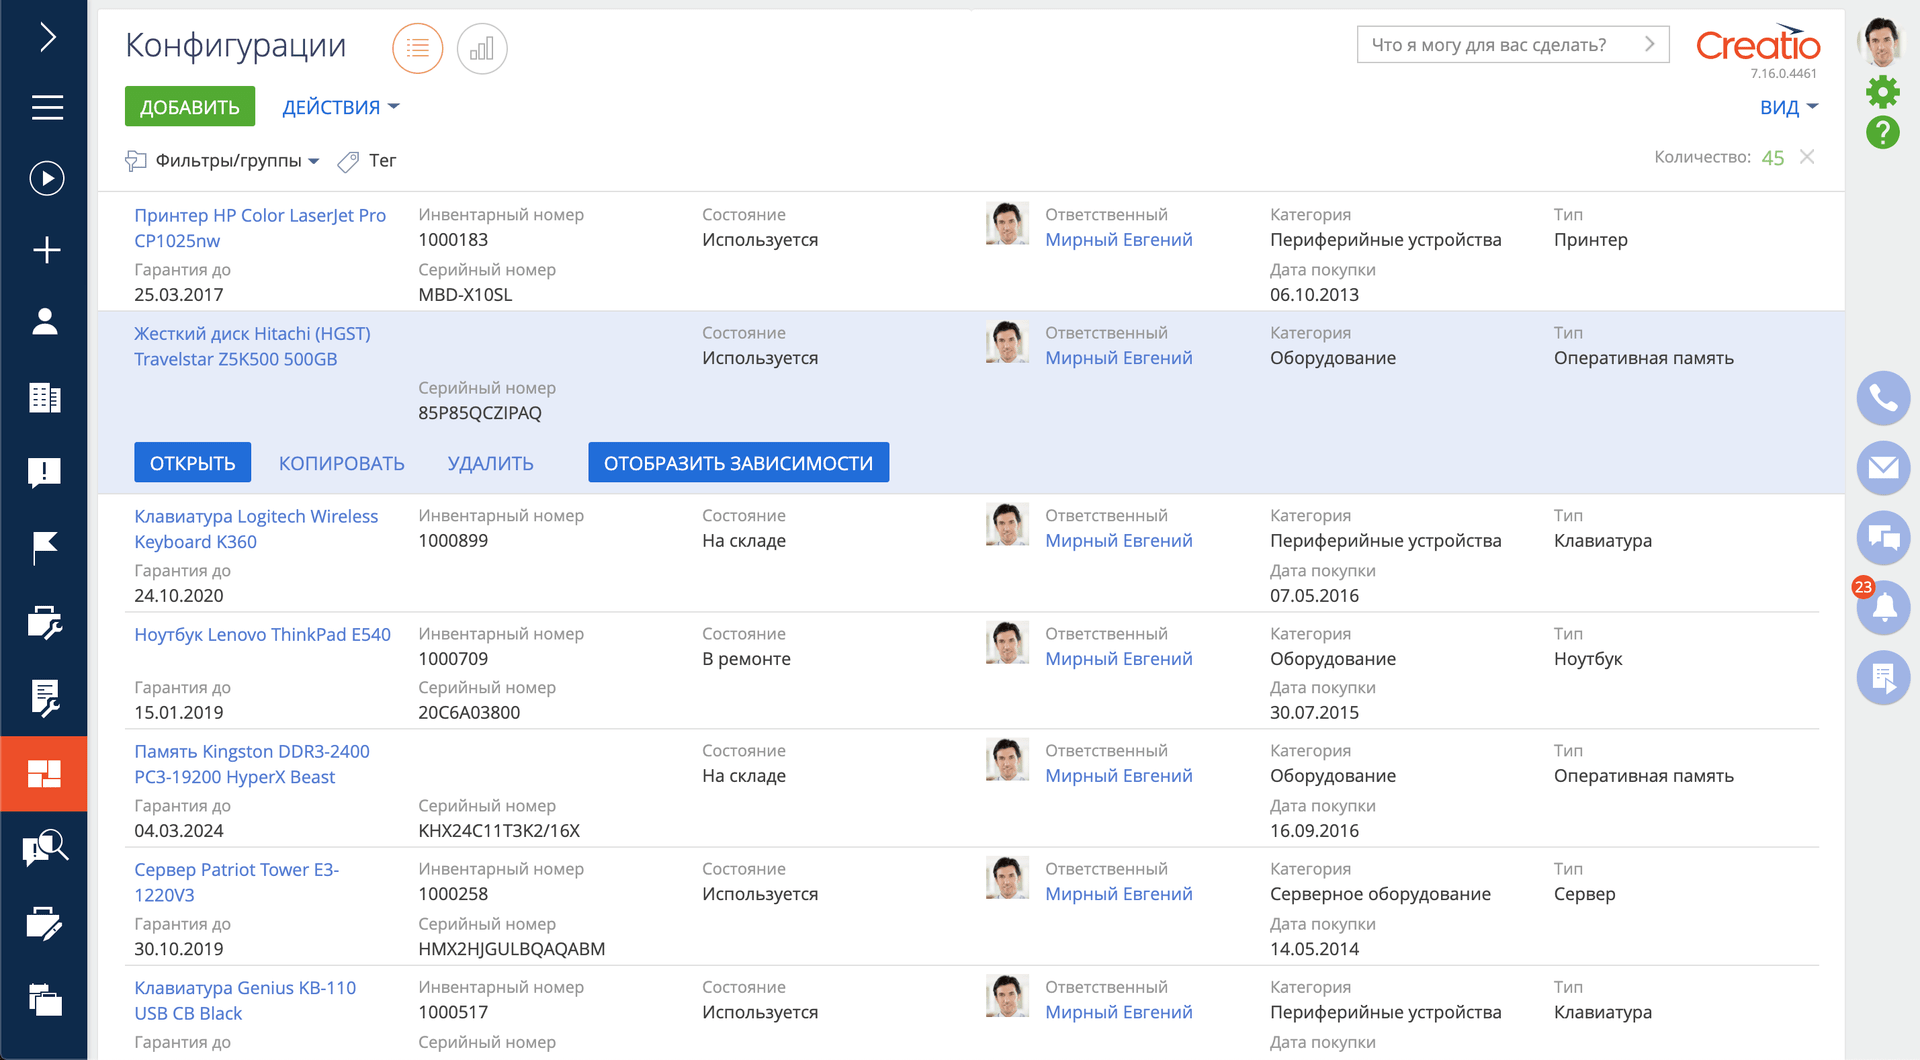 Конфигурации
Что я могу для вас сделать?
Creatio
7.16.0.4461
ДОБАВИТЬ
ДЕЙСТВИЯ
ВИД
Фильтры/группы
Тег
Количество: 45
Принтер HP Color LaserJet Pro CP1025nw
Инвентарный номер
1000183
Состояние
Используется
Ответственный
Мирный Евгений
Категория
Периферийные устройства
Тип
Принтер
Гарантия до
25.03.2017
Серийный номер
MBD-X10SL
Дата покупки
06.10.2013
Жесткий диск Hitachi (HGST)
Travelstar Z5K500 500GB
Состояние
Используется
Ответственный
Мирный Евгений
Категория
Оборудование
Тип
Оперативная память
Серийный номер
85P85QCZIPAQ
ОТКРЫТЬ
КОПИРОВАТЬ
УДАЛИТЬ
ОТОБРАЗИТЬ ЗАВИСИМОСТИ
Клавиатура Logitech Wireless
Keyboard K360
Инвентарный номер
1000899
Состояние
На складе
Ответственный
Мирный Евгений
Категория
Периферийные устройства
Тип
Клавиатура
Гарантия до
24.10.2020
Дата покупки
07.05.2016
Ноутбук Lenovo ThinkPad E540
Инвентарный номер
1000709
Состояние
В ремонте
Ответственный
Мирный Евгений
Категория
Оборудование
Тип
Ноутбук
Гарантия до
15.01.2019
Серийный номер
20C6A03800
Дата покупки
30.07.2015
Память Kingston DDR3-2400
PC3-19200 HyperX Beast
Состояние
На складе
Ответственный
Мирный Евгений
Категория
Оборудование
Тип
Оперативная память
Гарантия до
04.03.2024
Серийный номер
KHX24C11T3K2/16X
Дата покупки
16.09.2016
Сервер Patriot Tower E3-
1220V3
Инвентарный номер
1000258
Состояние
Используется
Ответственный
Мирный Евгений
Категория
Серверное оборудование
Тип
Сервер
Гарантия до
30.10.2019
Серийный номер
HMX2HJGULBQAQABM
Дата покупки
14.05.2014
Клавиатура Genius KB-110
USB CB Black
Инвентарный номер
1000517
Состояние
Используется
Ответственный
Мирный Евгений
Категория
Периферийные устройства
Тип
Клавиатура
Гарантия до
Серийный номер
Дата покупки
23